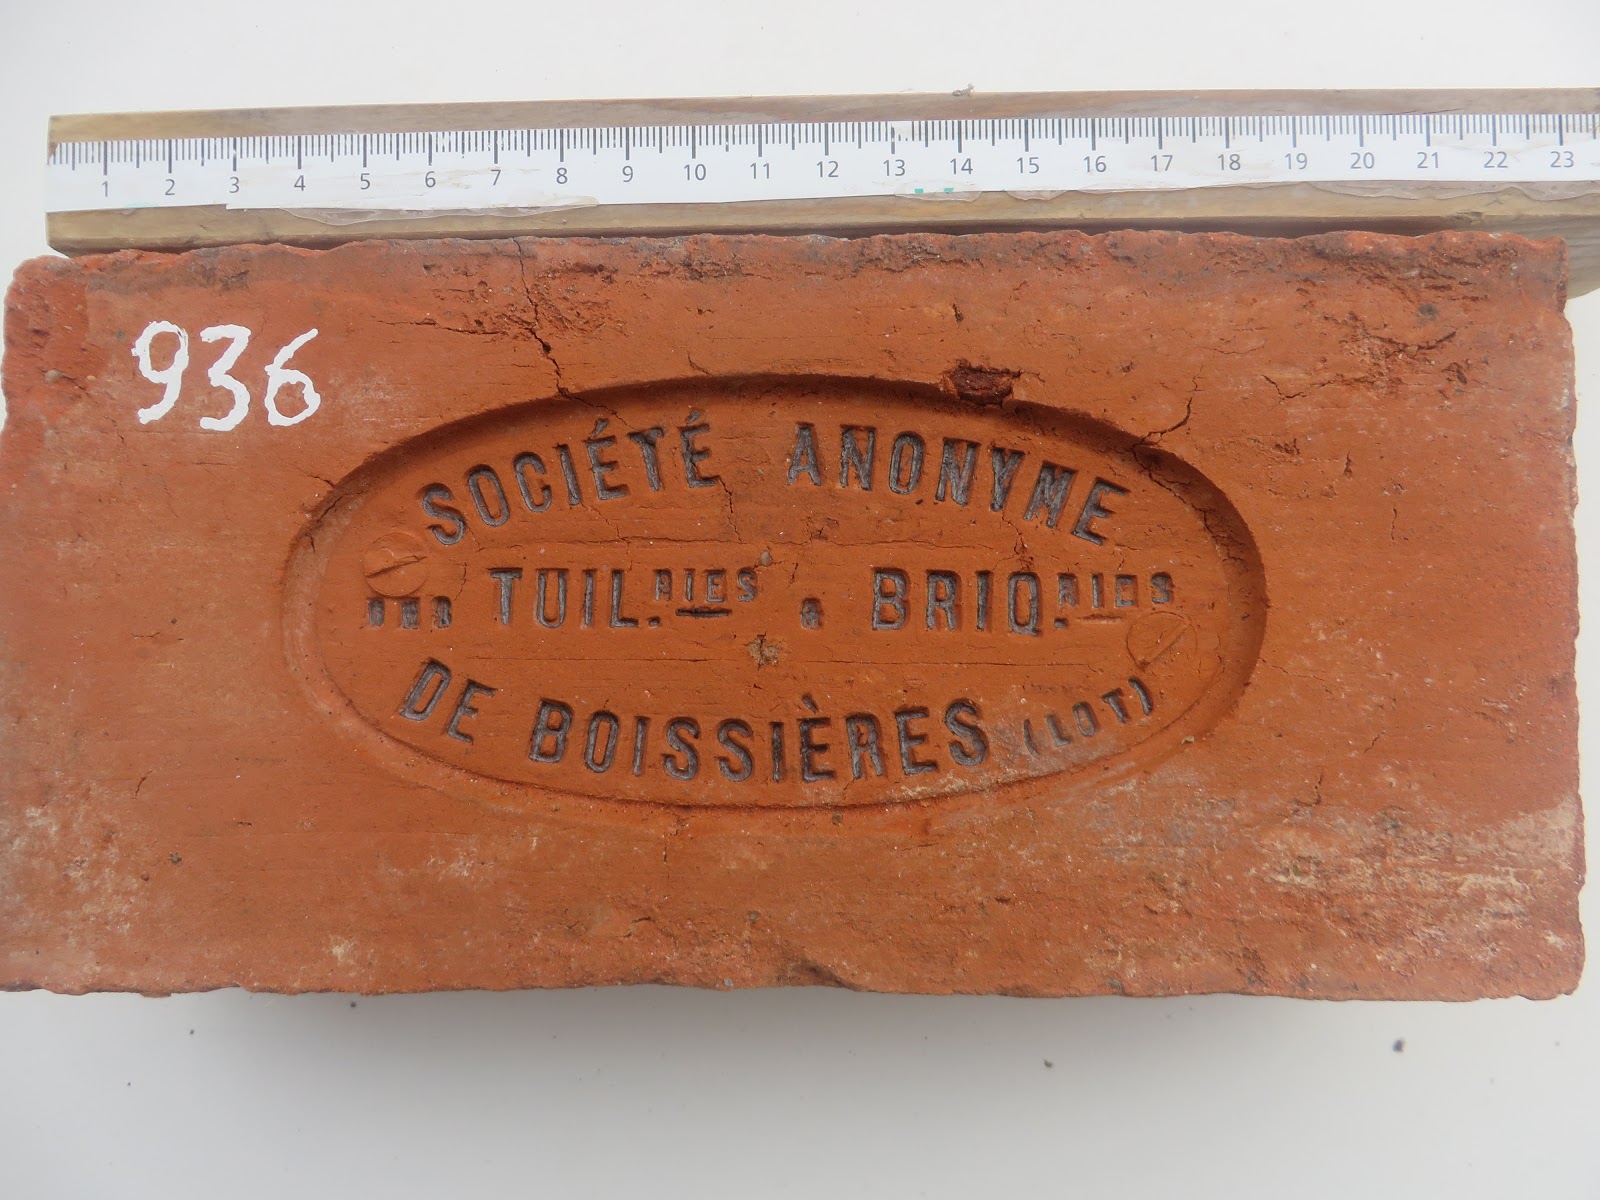 1 2 3 4 5 6 7 8 9 10 11 12 13 14 15 16 17 18 19 20 21 22 23
936
SOCIÉTÉ ANONYME
DES TUIL.RIES & BRIQ.RIES
DE BOISSIÈRES (LOT)